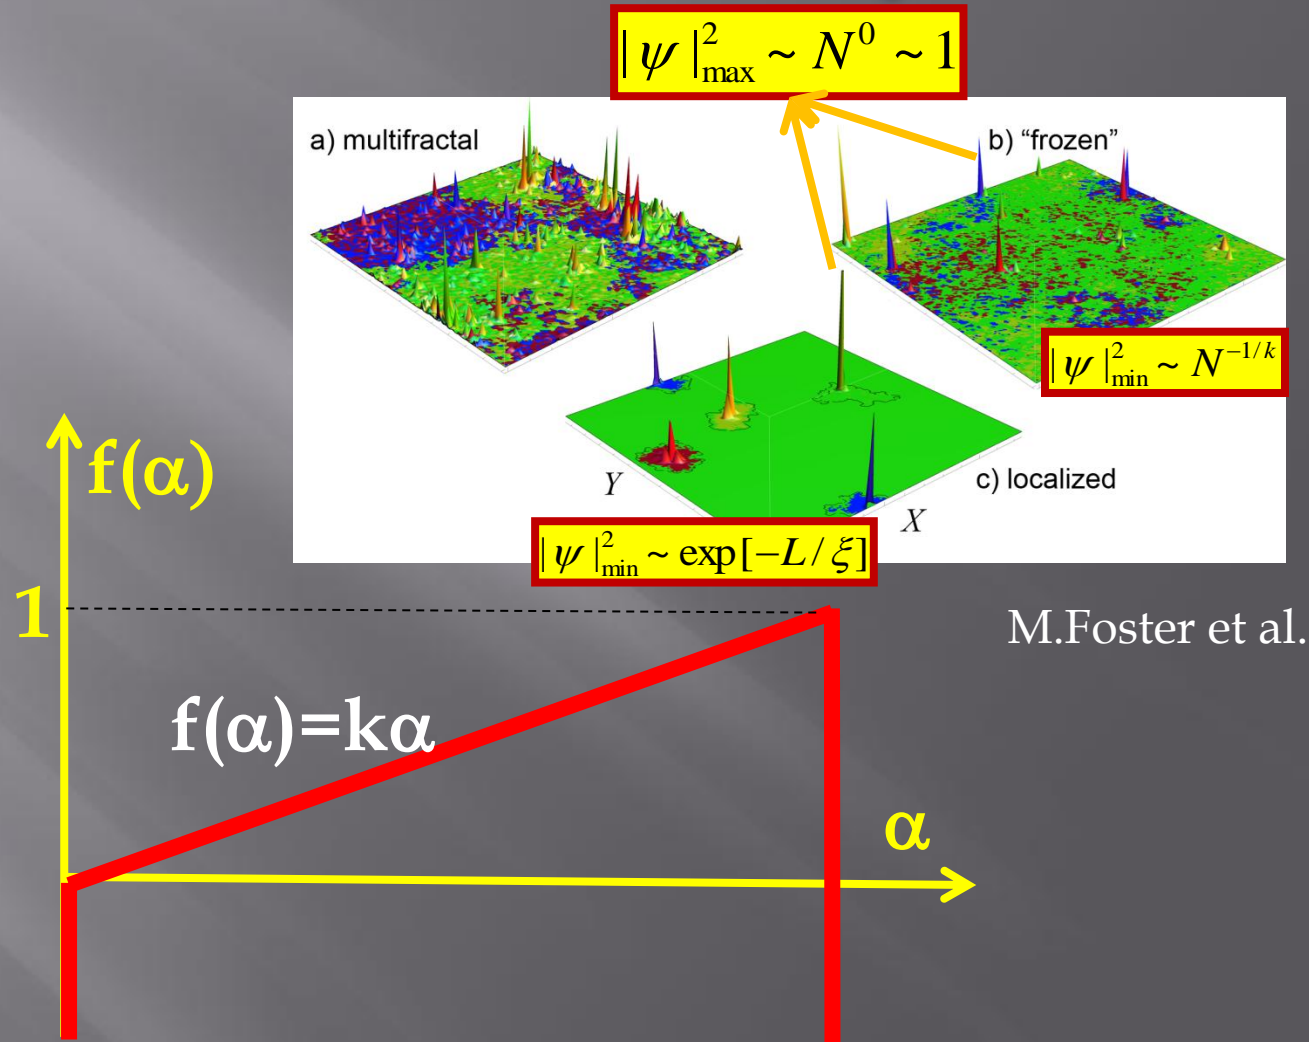 |ψ|²max ~ N⁰ ~ 1
a) multifractal
b) “frozen”
|ψ|²min ~ N⁻¹/ᵏ
f(α)
Y
c) localized
X
|ψ|²min ~ exp[−L/ξ]
1
M.Foster et al.
f(α)=kα
α